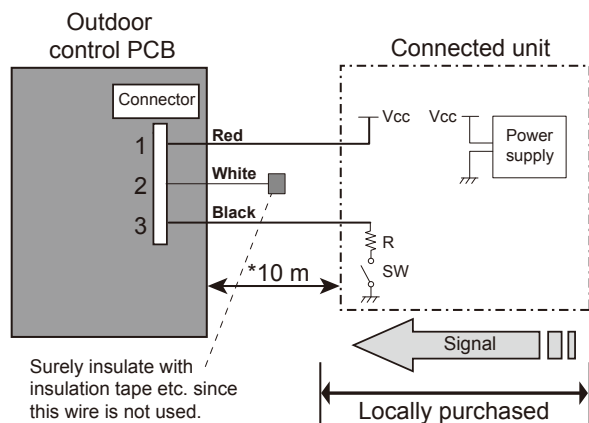 Outdoor
control PCB
Connected unit
Connector
Vcc
Vcc
Power
supply
1
Red
2
White
3
Black
R
SW
*10 m
Signal
Surely insulate with
insulation tape etc. since
this wire is not used.
Locally purchased